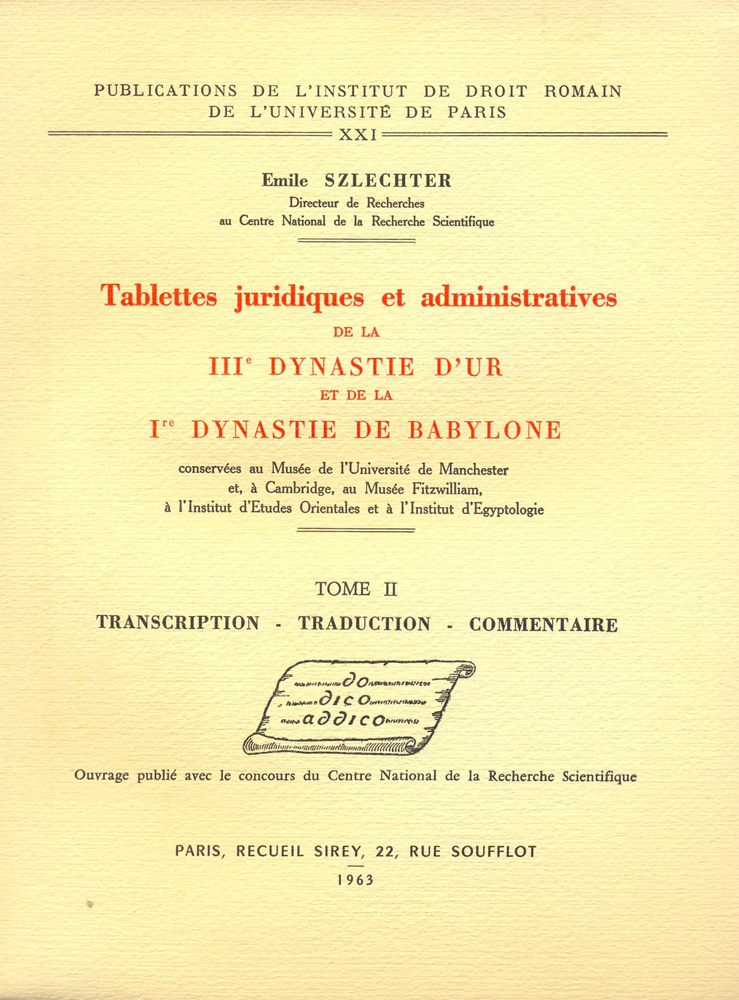 PUBLICATIONS DE L'INSTITUT DE DROIT ROMAIN
DE L'UNIVERSITÉ DE PARIS
XXI
Emile SZLECHTER
Directeur de Recherches
au Centre National de la Recherche Scientifique
Tablettes juridiques et administratives
DE LA
IIIe DYNASTIE D'UR
ET DE LA
Ire DYNASTIE DE BABYLONE
conservées au Musée de l'Université de Manchester
et, à Cambridge, au Musée Fitzwilliam,
à l'Institut d'Etudes Orientales et à l'Institut d'Egyptologie
TOME II
TRANSCRIPTION - TRADUCTION - COMMENTAIRE
DO
DICO
ADDICO
Ouvrage publié avec le concours du Centre National de la Recherche Scientifique
PARIS, RECUEIL SIREY, 22, RUE SOUFFLOT
1963